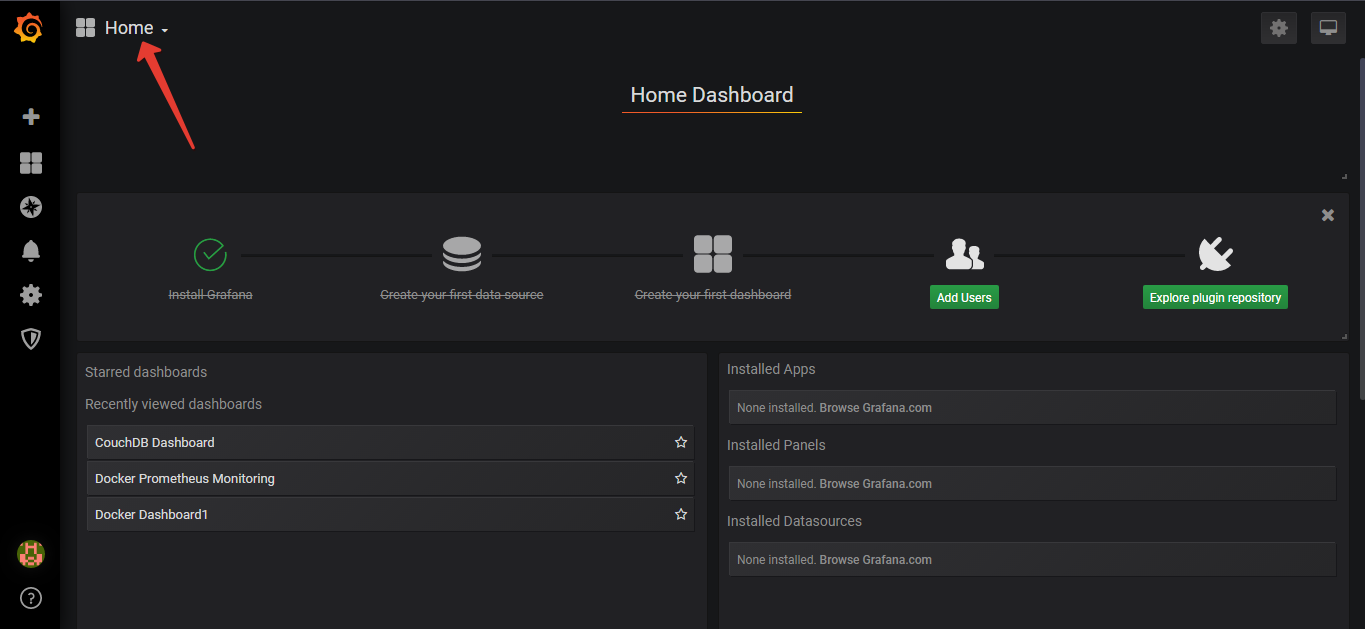 Home
Home Dashboard
Install Grafana
Create your first data source
Create your first dashboard
Add Users
Explore plugin repository
Starred dashboards
Recently viewed dashboards
CouchDB Dashboard
Docker Prometheus Monitoring
Docker Dashboard1
Installed Apps
None installed. Browse Grafana.com
Installed Panels
None installed. Browse Grafana.com
Installed Datasources
None installed. Browse Grafana.com